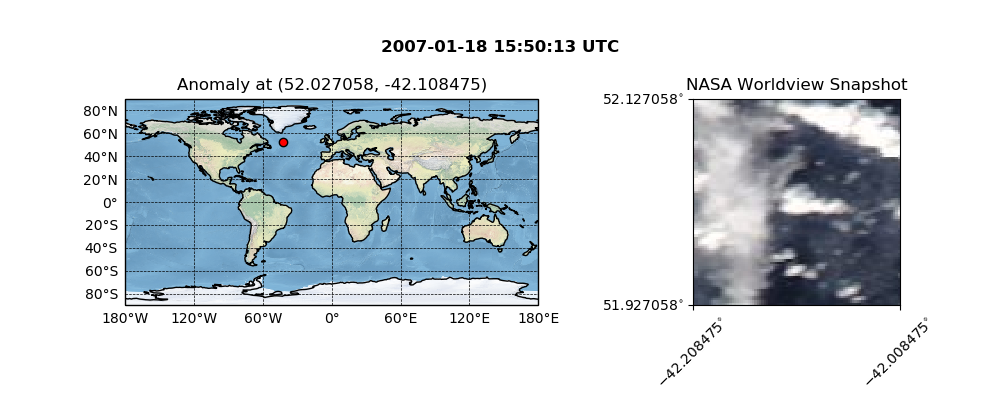 2007-01-18 15:50:13 UTC
Anomaly at (52.027058, -42.108475)
80°N
60°N
40°N
20°N
0°
20°S
40°S
60°S
80°S
180°W 120°W 60°W 0° 60°E 120°E 180°E
NASA Worldview Snapshot
52.127058°
51.927058°
−42.208475°
−42.008475°